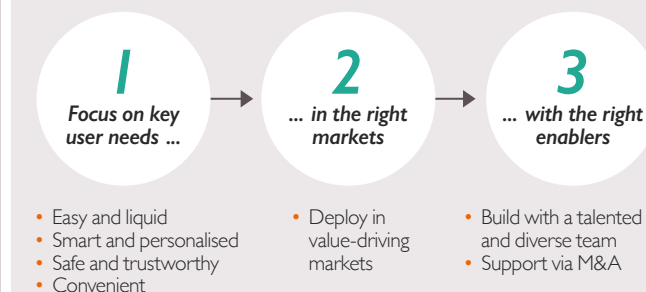 1
Focus on key
user needs ...
2
... in the right
markets
3
... with the right
enablers
• Easy and liquid
• Smart and personalised
• Safe and trustworthy
• Convenient
• Deploy in
value-driving
markets
• Build with a talented
and diverse team
• Support via M&A